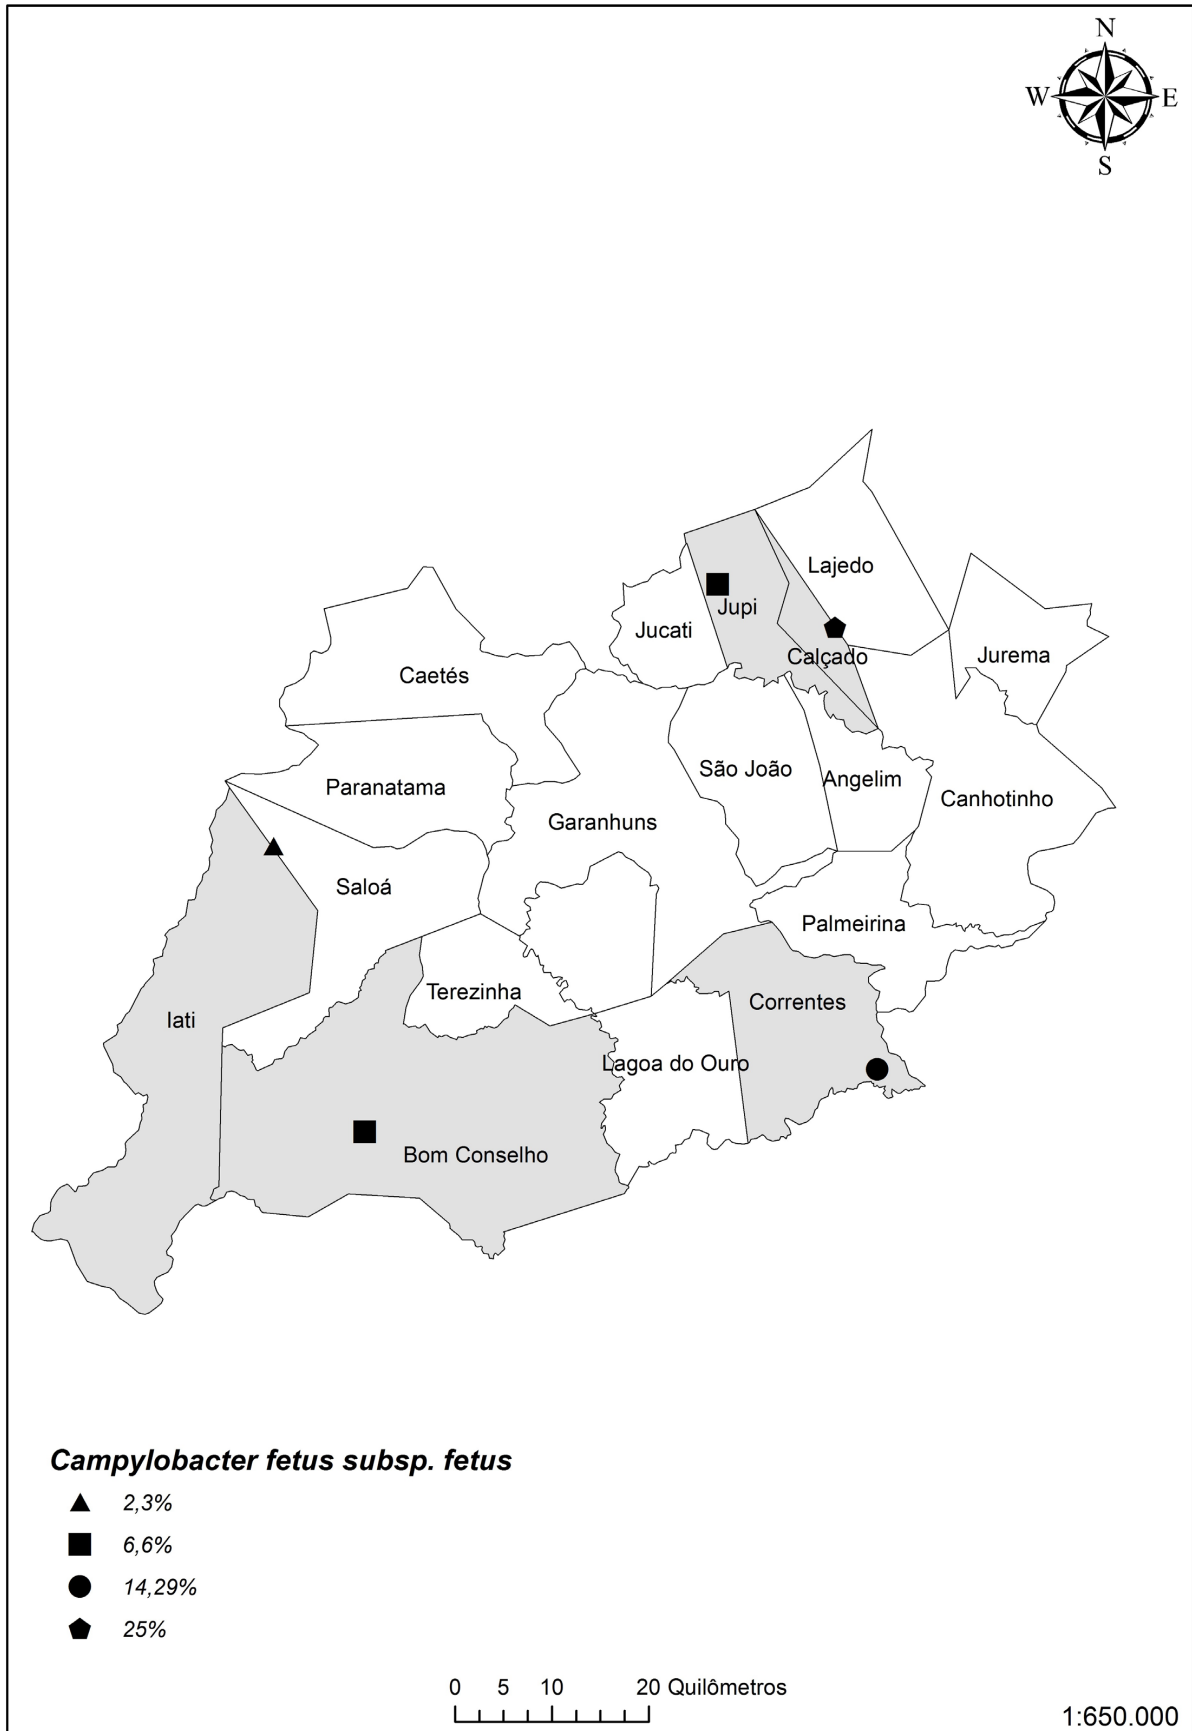 N
W E
S
Lajedo
Jupi
Jucati
Calçado
Jurema
Caetés
São João
Angelim
Paranatama
Canhotinho
Garanhuns
Saloá
Palmeirina
Terezinha
Correntes
Iati
Lagoa do Ouro
Bom Conselho
Campylobacter fetus subsp. fetus
2,3%
6,6%
14,29%
25%
0 5 10 20 Quilômetros
1:650.000